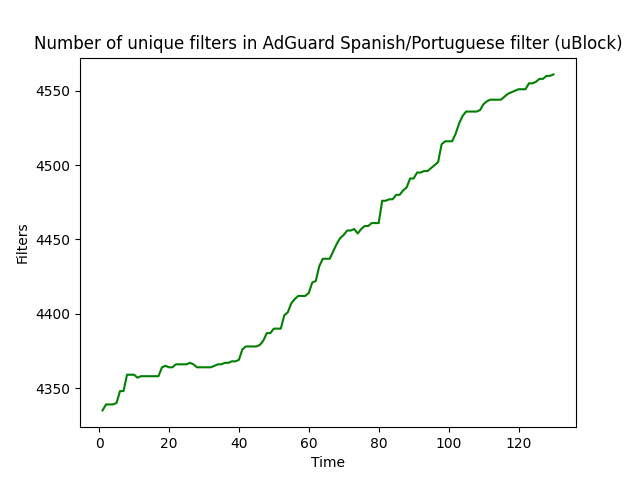 Number of unique filters in AdGuard Spanish/Portuguese filter (uBlock)
4550
4500
4450
4400
4350
Filters
0 20 40 60 80 100 120
Time